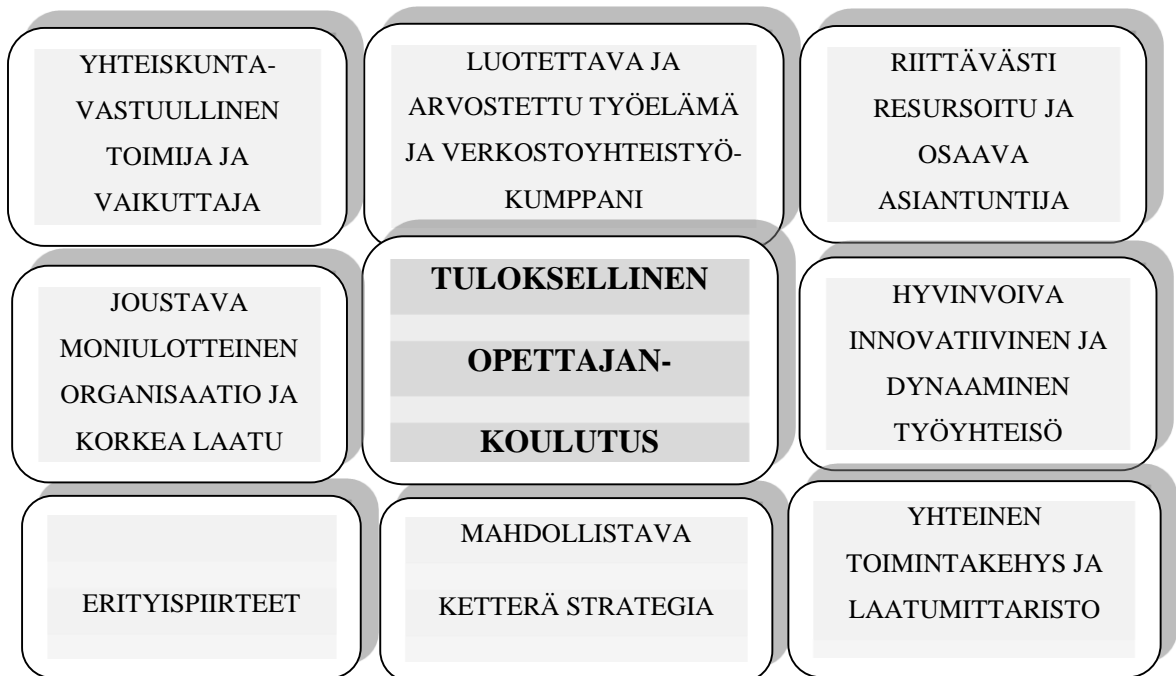 YHTEISKUNTA-
VASTUULLINEN
TOIMIJA JA
VAIKUTTAJA
LUOTETTAVA JA
ARVOSTETTU TYÖELÄMÄ
JA VERKOSTOYHTEISTYÖ-
KUMPPANI
RIITTÄVÄSTI
RESURSOITU JA
OSAAVA
ASIANTUNTIJA
JOUSTAVA
MONIULOTTEINEN
ORGANISAATIO JA
KORKEA LAATU
TULOKSELLINEN
OPETTAJAN-
KOULUTUS
HYVINVOIVA
INNOVATIIVINEN JA
DYNAAMINEN
TYÖYHTEISÖ
ERITYISPIIRTEET
MAHDOLLISTAVA
KETTERÄ STRATEGIA
YHTEINEN
TOIMINTAKEHYS JA
LAATUMITTARISTO